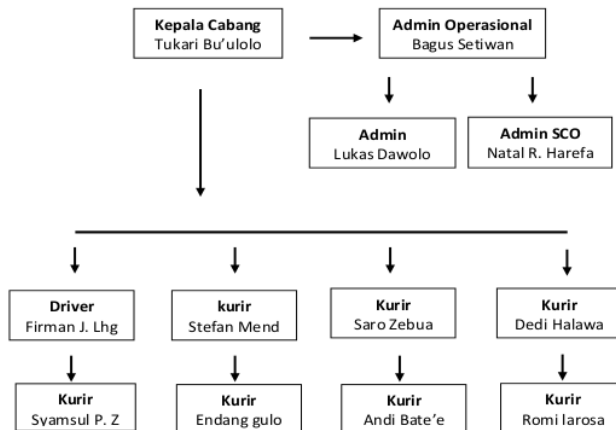 Kepala Cabang
Tukari Bu'ulolo
Admin Operasional
Bagus Setiwan
Admin
Lukas Dawolo
Admin SCO
Natal R. Harefa
Driver
Firman J. Lhg
kurir
Stefan Mend
Kurir
Saro Zebua
Kurir
Dedi Halawa
Kurir
Syamsul P. Z
Kurir
Endang gulo
Kurir
Andi Bate'e
Kurir
Romi larosa